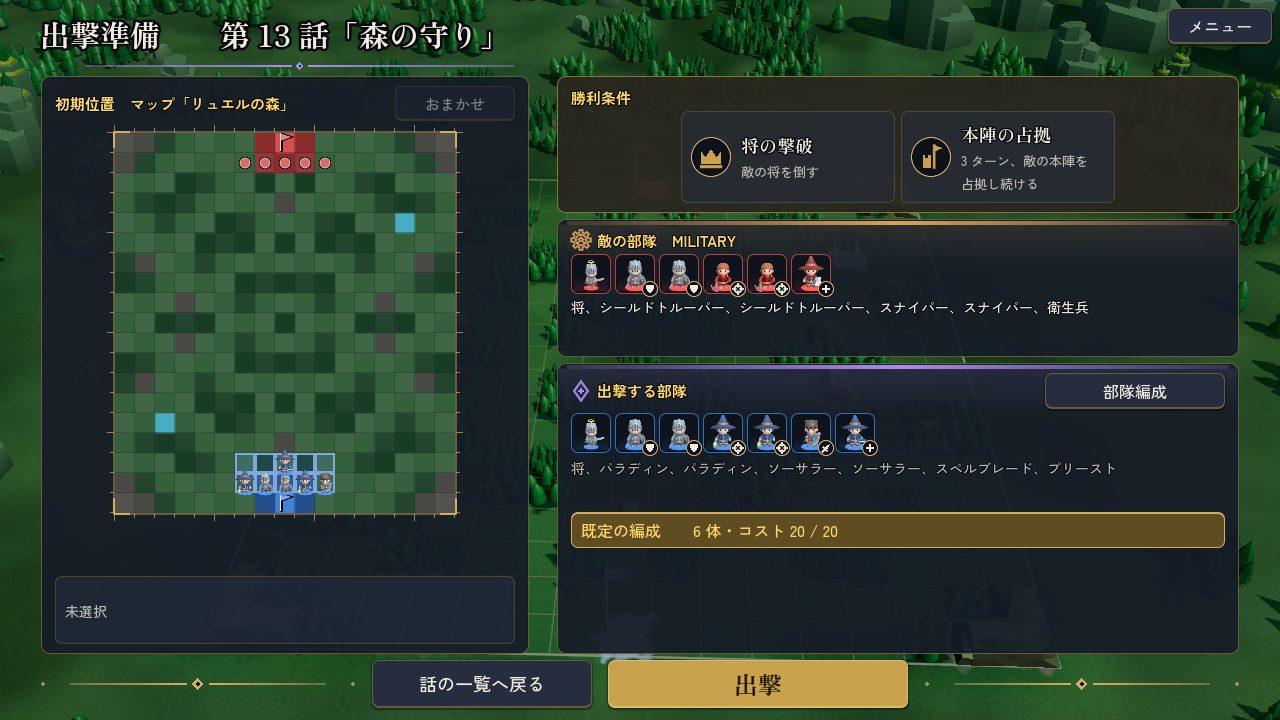 出撃準備 第 13 話「森の守り」
メニュー
初期位置 マップ「リュエルの森」
おまかせ
未選択
勝利条件
将の撃破
敵の将を倒す
本陣の占拠
3 ターン、敵の本陣を
占拠し続ける
敵の部隊 MILITARY
将、シールドトルーパー、シールドトルーパー、スナイパー、スナイパー、衛生兵
出撃する部隊
部隊編成
将、パラディン、パラディン、ソーサラー、ソーサラー、スペルブレード、プリースト
既定の編成 6 体・コスト 20 / 20
話の一覧へ戻る
出撃